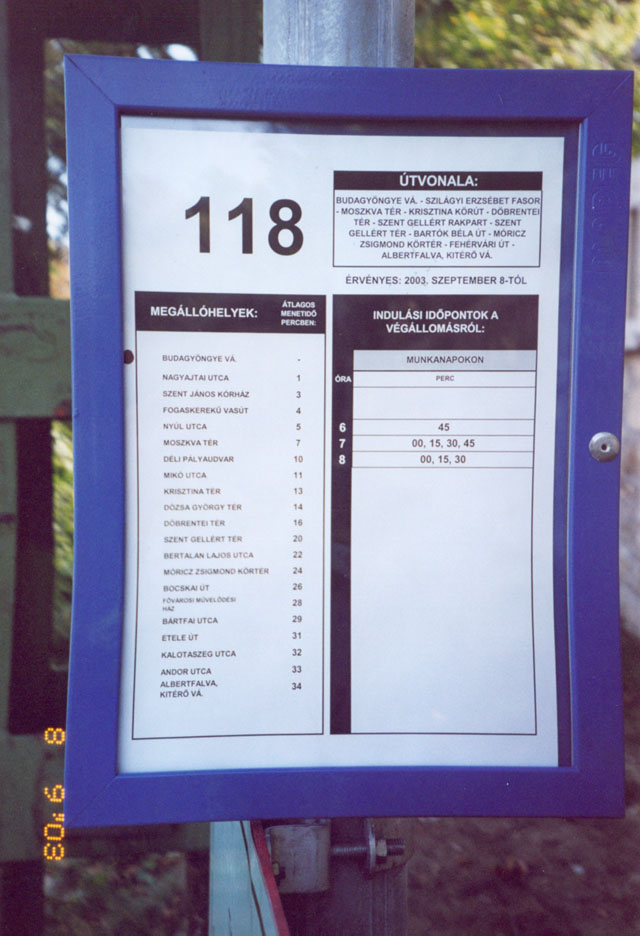 118
ÚTVONALA:
BUDAGYÖNGYE VÁ. - SZILÁGYI ERZSÉBET FASOR
- MOSZKVA TÉR - KRISZTINA KÖRÚT - DÖBRENTEI
TÉR - SZENT GELLÉRT RAKPART - SZENT
GELLÉRT TÉR - BARTÓK BÉLA ÚT - MÓRICZ
ZSIGMOND KÖRTÉR - FEHÉRVÁRI ÚT -
ALBERTFALVA, KITÉRŐ VÁ.
ÉRVÉNYES: 2003. SZEPTEMBER 8-TÓL
MEGÁLLÓHELYEK:
ÁTLAGOS
MENETIDŐ
PERCBEN:
BUDAGYÖNGYE VÁ. -
NAGYAJTAI UTCA 1
SZENT JÁNOS KÓRHÁZ 3
FOGASKEREKŰ VASÚT 4
NYÚL UTCA 5
MOSZKVA TÉR 7
DÉLI PÁLYAUDVAR 10
MIKÓ UTCA 11
KRISZTINA TÉR 13
DÓZSA GYÖRGY TÉR 14
DÖBRENTEI TÉR 16
SZENT GELLÉRT TÉR 20
BERTALAN LAJOS UTCA 22
MÓRICZ ZSIGMOND KÖRTÉR 24
BOCSKAI ÚT 26
FŐVÁROSI MŰVELŐDÉSI
HÁZ 28
BÁRTFAI UTCA 29
ETELE ÚT 31
KALOTASZEG UTCA 32
ANDOR UTCA 33
ALBERTFALVA,
KITÉRŐ VÁ. 34
INDULÁSI IDŐPONTOK A
VÉGÁLLOMÁSRÓL:
MUNKANAPOKON
ÓRA PERC
6 45
7 00, 15, 30, 45
8 00, 15, 30
8 9 '03